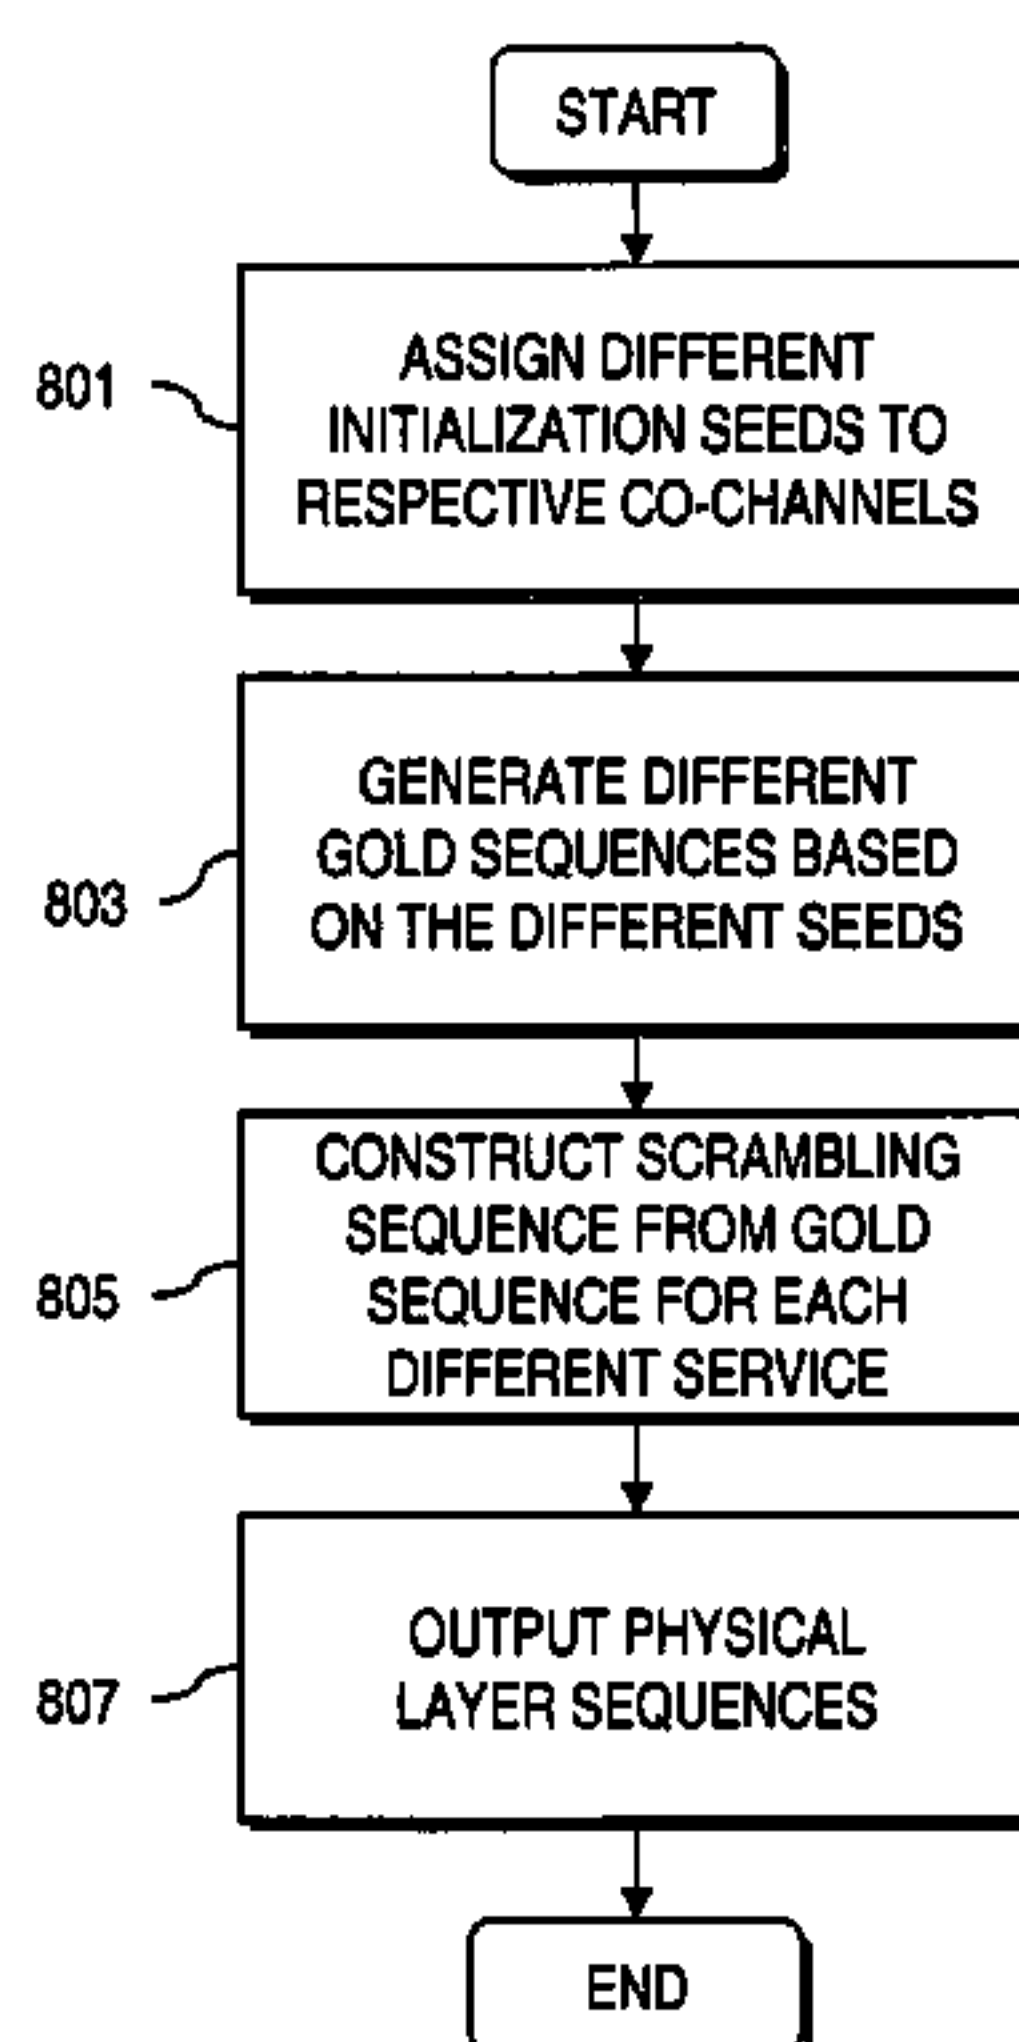 START
801
ASSIGN DIFFERENT
INITIALIZATION SEEDS TO
RESPECTIVE CO-CHANNELS
803
GENERATE DIFFERENT
GOLD SEQUENCES BASED
ON THE DIFFERENT SEEDS
805
CONSTRUCT SCRAMBLING
SEQUENCE FROM GOLD
SEQUENCE FOR EACH
DIFFERENT SERVICE
807
OUTPUT PHYSICAL
LAYER SEQUENCES
END